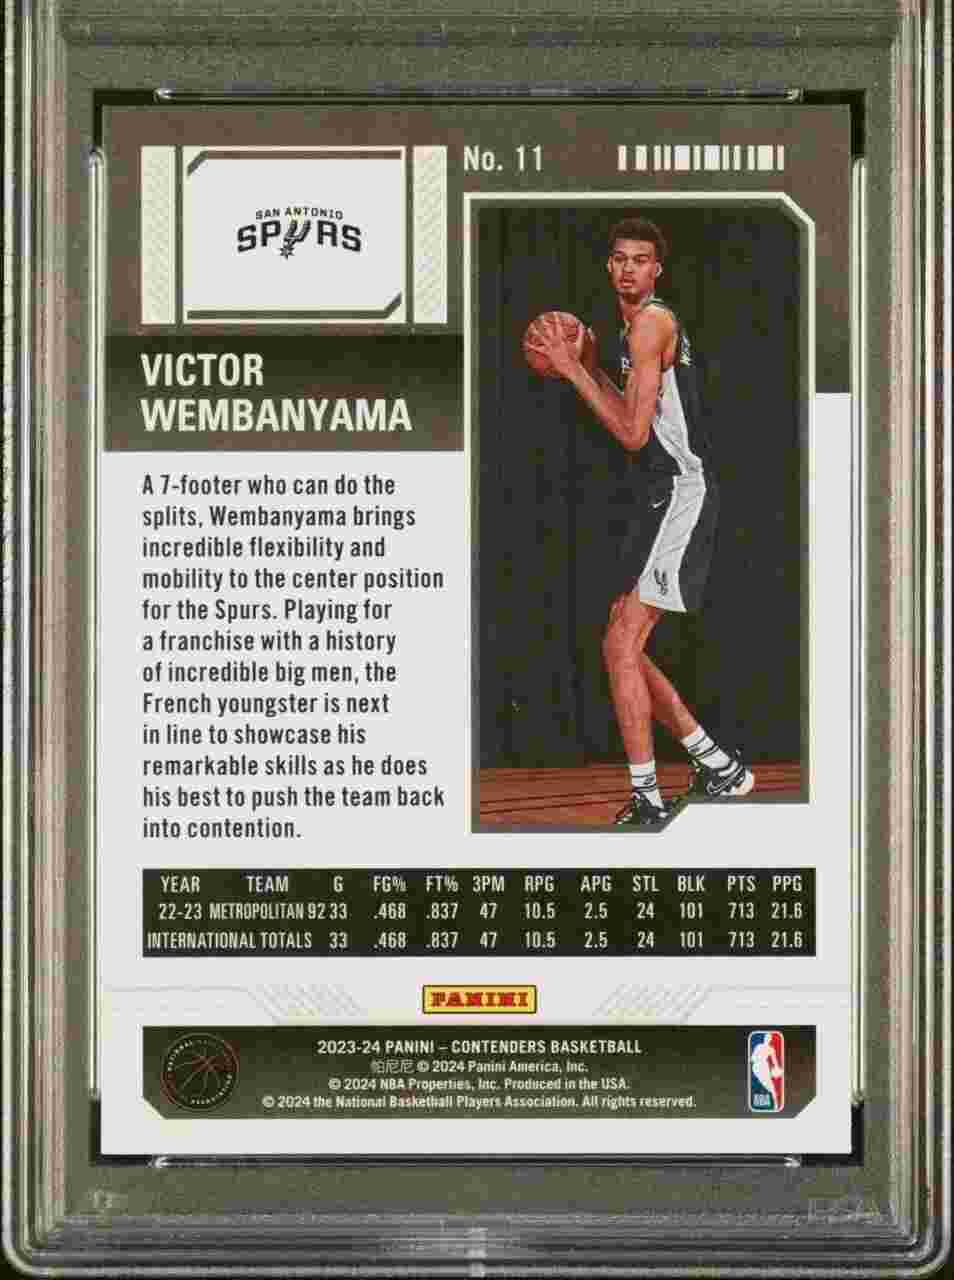 SAN ANTONIO
SPURS
No. 11
VICTOR
WEMBANYAMA
A 7-footer who can do the
splits, Wembanyama brings
incredible flexibility and
mobility to the center position
for the Spurs. Playing for
a franchise with a history
of incredible big men, the
French youngster is next
in line to showcase his
remarkable skills as he does
his best to push the team back
into contention.
YEAR TEAM G FG% FT% 3PM RPG APG STL BLK PTS PPG
22-23 METROPOLITAN 92 33 .468 .837 47 10.5 2.5 24 101 713 21.6
INTERNATIONAL TOTALS 33 .468 .837 47 10.5 2.5 24 101 713 21.6
PANINI
2023-24 PANINI – CONTENDERS BASKETBALL
帕尼尼 © 2024 Panini America, Inc.
© 2024 NBA Properties, Inc. Produced in the USA.
© 2024 the National Basketball Players Association. All rights reserved.
NBA
PSA